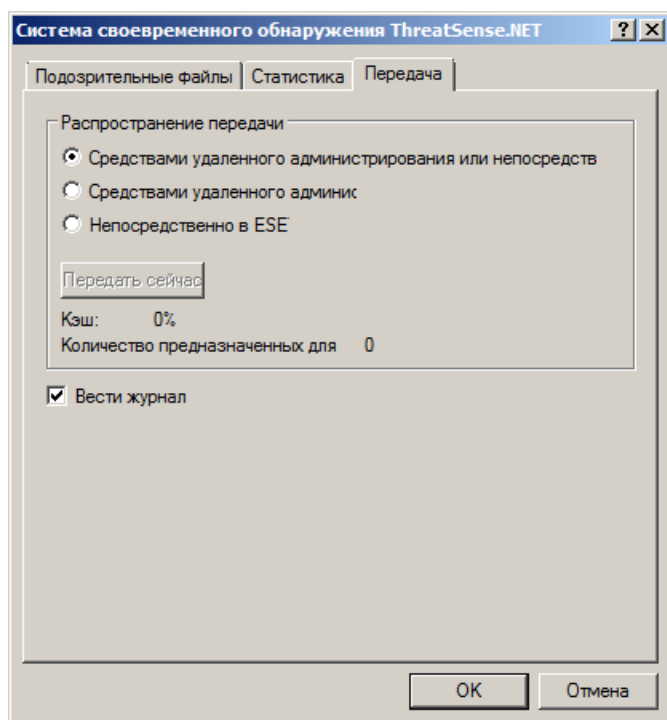 Система своевременного обнаружения ThreatSense.NET
Подозрительные файлы Статистика Передача
Распространение передачи
Средствами удаленного администрирования или непосредств
Средствами удаленного админис
Непосредственно в ESE
Передать сейчас
Кэш: 0%
Количество предназначенных для 0
Вести журнал
OK Отмена